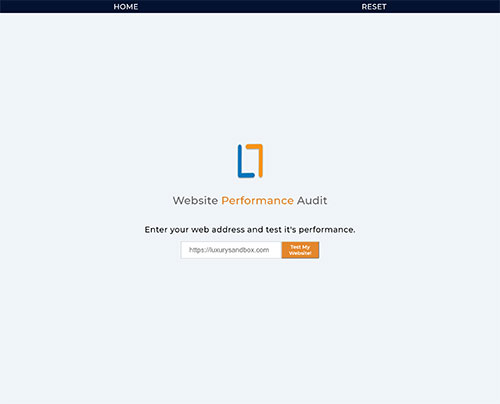 HOME RESET
Website Performance Audit
Enter your web address and test it's performance.
https://luxurysandbox.com
Test My
Website!